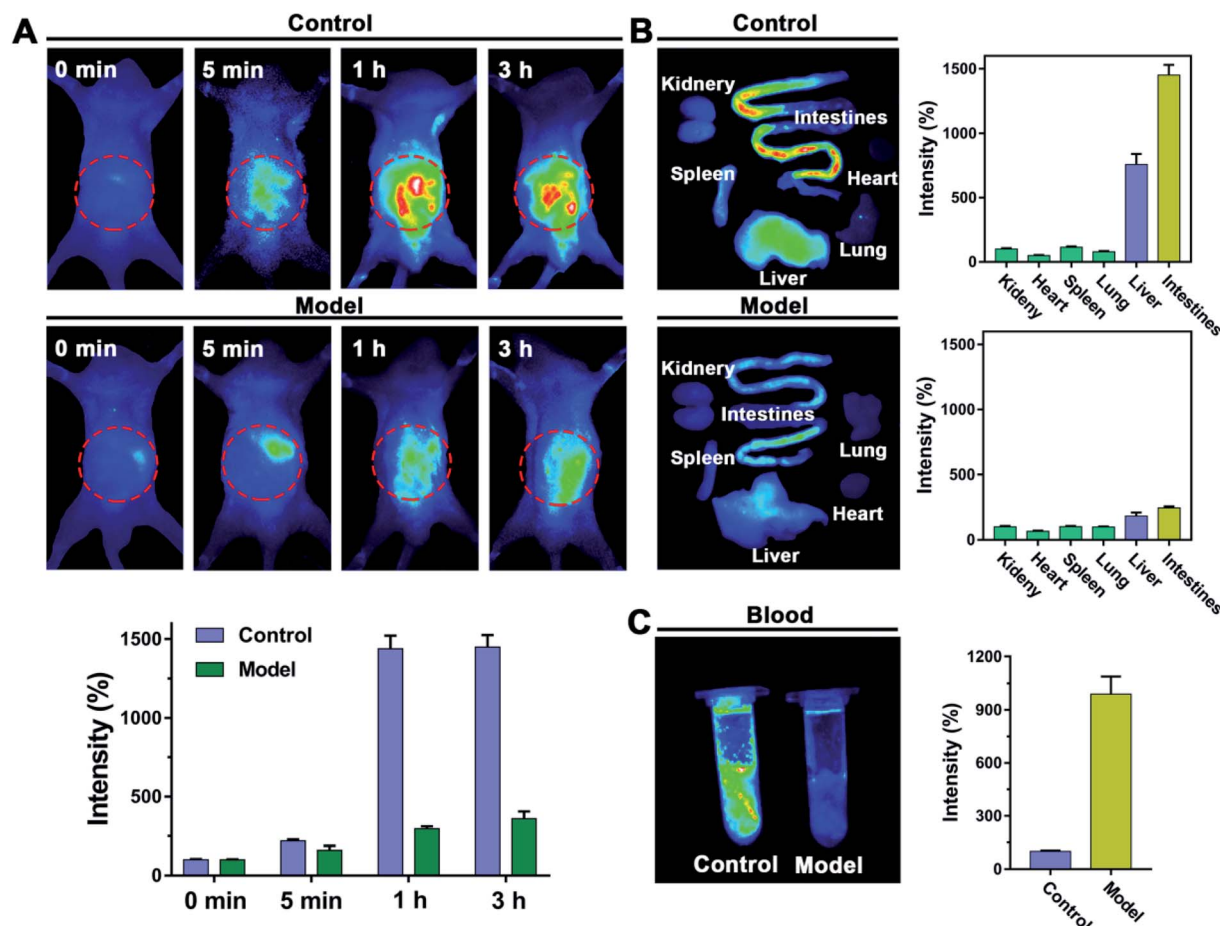 A
Control
0 min
5 min
1 h
3 h
Model
0 min
5 min
1 h
3 h
Intensity (%)
1500
1000
500
0
Control
Model
0 min
5 min
1 h
3 h
B
Control
Kidnery
Intestines
Spleen
Heart
Lung
Liver
Intensity (%)
1500
1000
500
0
Kideny
Heart
Spleen
Lung
Liver
Intestines
Model
Kidnery
Intestines
Lung
Spleen
Heart
Liver
Intensity (%)
1500
1000
500
0
Kideny
Heart
Spleen
Lung
Liver
Intestines
C
Blood
Control Model
Intensity (%)
1200
900
600
300
0
Control
Model